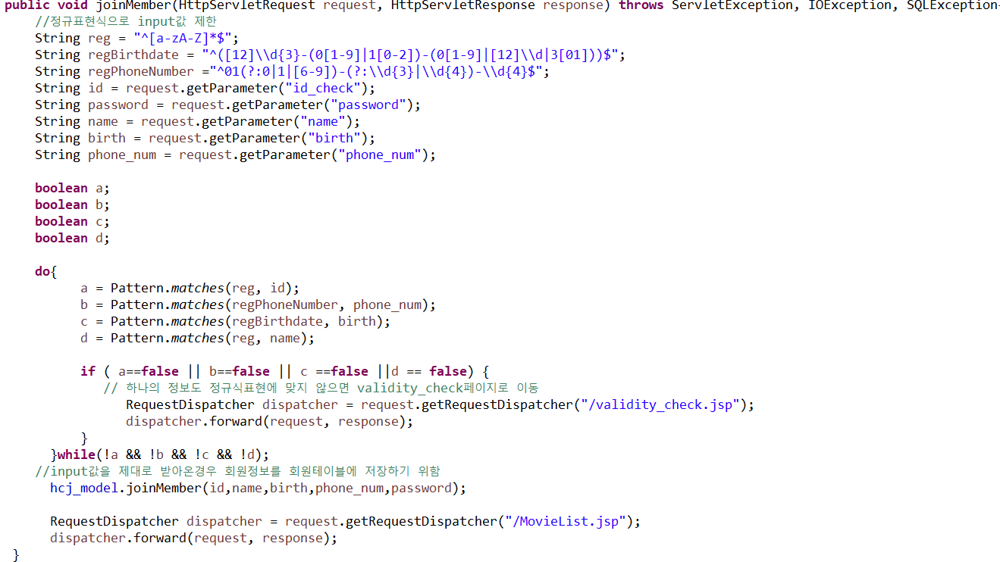 public void joinMember(HttpServletRequest request, HttpServletResponse response) throws ServletException, IOException, SQLException
//정규표현식으로 input값 제한
String reg = "^[a-zA-Z]*$";
String regBirthdate = "^([12]\\d{3}-(0[1-9]|1[0-2])-(0[1-9]|[12]\\d|3[01]))$";
String regPhoneNumber ="^01(?:0|1|[6-9])-(?:\\d{3}|\\d{4})-\\d{4}$";
String id = request.getParameter("id_check");
String password = request.getParameter("password");
String name = request.getParameter("name");
String birth = request.getParameter("birth");
String phone_num = request.getParameter("phone_num");
boolean a;
boolean b;
boolean c;
boolean d;
do{
a = Pattern.matches(reg, id);
b = Pattern.matches(regPhoneNumber, phone_num);
c = Pattern.matches(regBirthdate, birth);
d = Pattern.matches(reg, name);
if ( a==false || b==false || c ==false ||d == false) {
// 하나의 정보도 정규식표현에 맞지 않으면 validity_check페이지로 이동
RequestDispatcher dispatcher = request.getRequestDispatcher("/validity_check.jsp");
dispatcher.forward(request, response);
}
}while(!a && !b && !c && !d);
//input값을 제대로 받아온경우 회원정보를 회원테이블에 저장하기 위함
hcj_model.joinMember(id,name,birth,phone_num,password);
RequestDispatcher dispatcher = request.getRequestDispatcher("/MovieList.jsp");
dispatcher.forward(request, response);
}